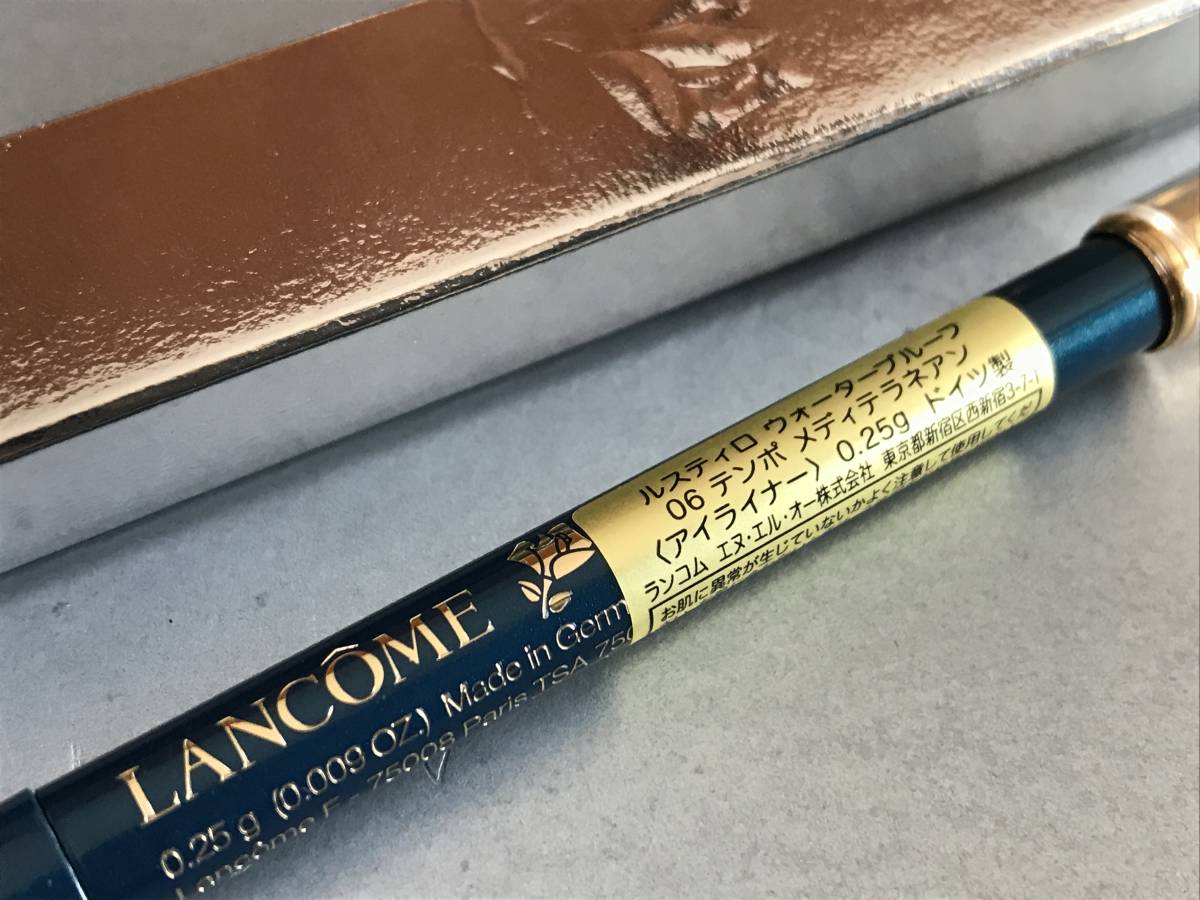 LANCÔME
0.25 g (0.009 OZ.) Made in Germ
Lancôme F - 75008 Paris TSA 750
ルスティロ ウォータープルーフ
06 テンポ メディテラネアン
〈アイライナー〉 0.25g ドイツ製
ランコム エヌ・エル・オー株式会社 東京都新宿区西新宿3-7-1
お肌に異常が生じていないかよく注意して使用してくだ